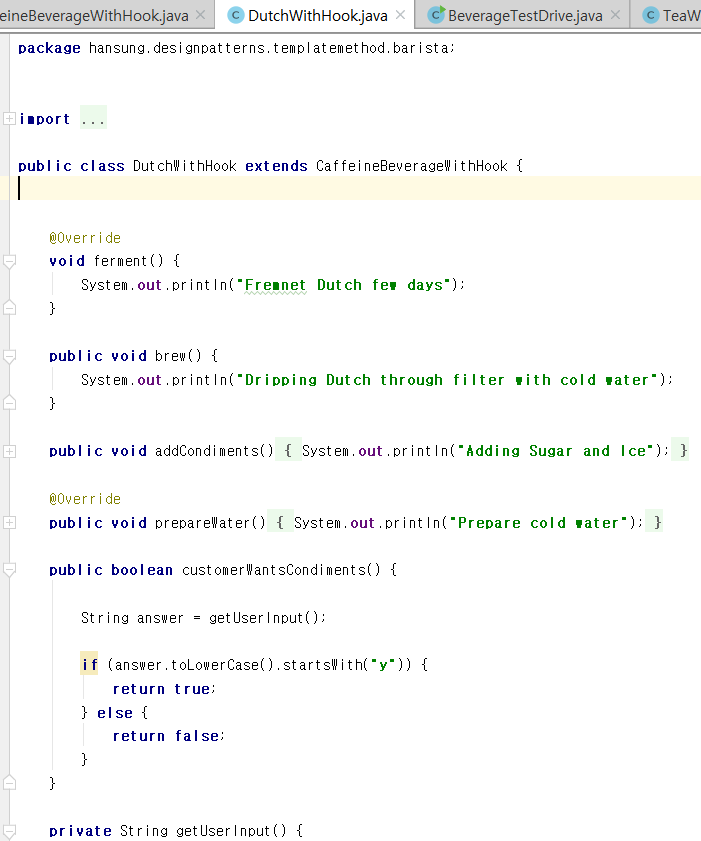 eineBeverageWithHook.java × DutchWithHook.java × BeverageTestDrive.java × TeaW
package hansung.designpatterns.templatemethod.barista;
import ...
public class DutchWithHook extends CaffeineBeverageWithHook {
@Override
void ferment() {
System.out.println("Fremnet Dutch few days");
}
public void brew() {
System.out.println("Dripping Dutch through filter with cold water");
}
public void addCondiments() { System.out.println("Adding Sugar and Ice"); }
@Override
public void prepareWater() { System.out.println("Prepare cold water"); }
public boolean customerWantsCondiments() {
String answer = getUserInput();
if (answer.toLowerCase().startsWith("y")) {
return true;
} else {
return false;
}
}
private String getUserInput() {